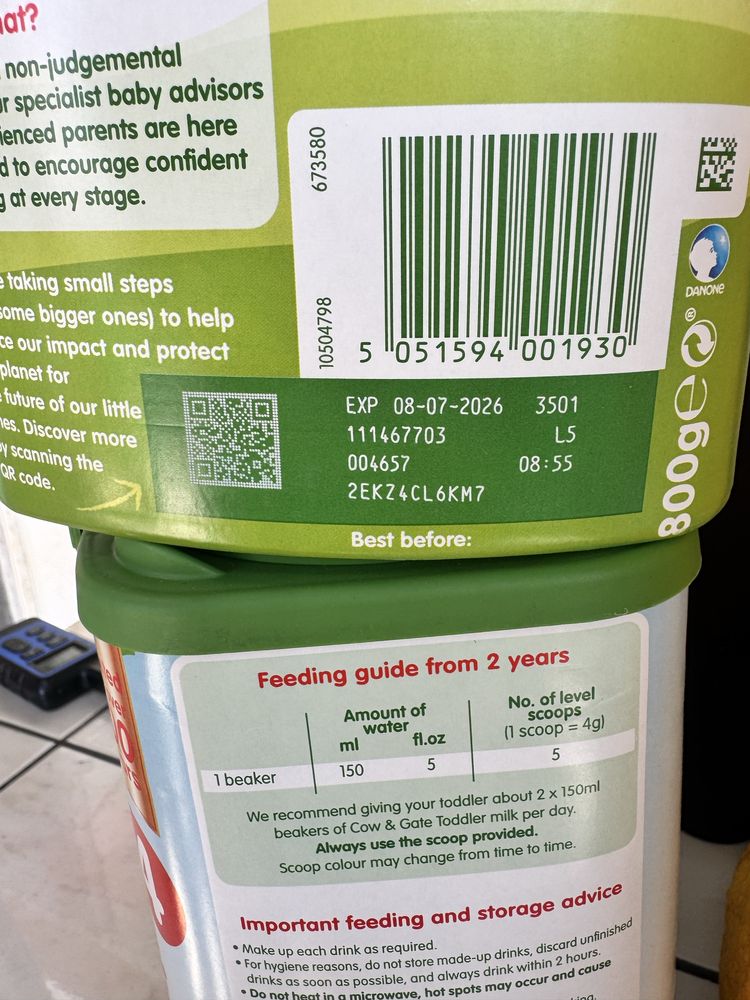 hat?
non-judgemental
specialist baby advisors
parents are here
to encourage confident
at every stage.
taking small steps
some bigger ones) to help
our impact and protect
planet for
future of our little
Discover more
scanning the
QR code.
673580
10504798
5 051594 001930
DANONE
800g e
EXP 08-07-2026 3501
111467703 L5
004657 08:55
2EKZ4CL6KM7
Best before:
Feeding guide from 2 years
Amount of
water
No. of level
scoops
(1 scoop = 4g)
ml fl.oz
1 beaker 150 5 5
We recommend giving your toddler about 2 x 150ml
beakers of Cow & Gate Toddler milk per day.
Always use the scoop provided.
Scoop colour may change from time to time.
4
Important feeding and storage advice
• Make up each drink as required.
• For hygiene reasons, do not store made-up drinks, discard unfinished
drinks as soon as possible, and always drink within 2 hours.
• Do not heat in a microwave, hot spots may occur and cause